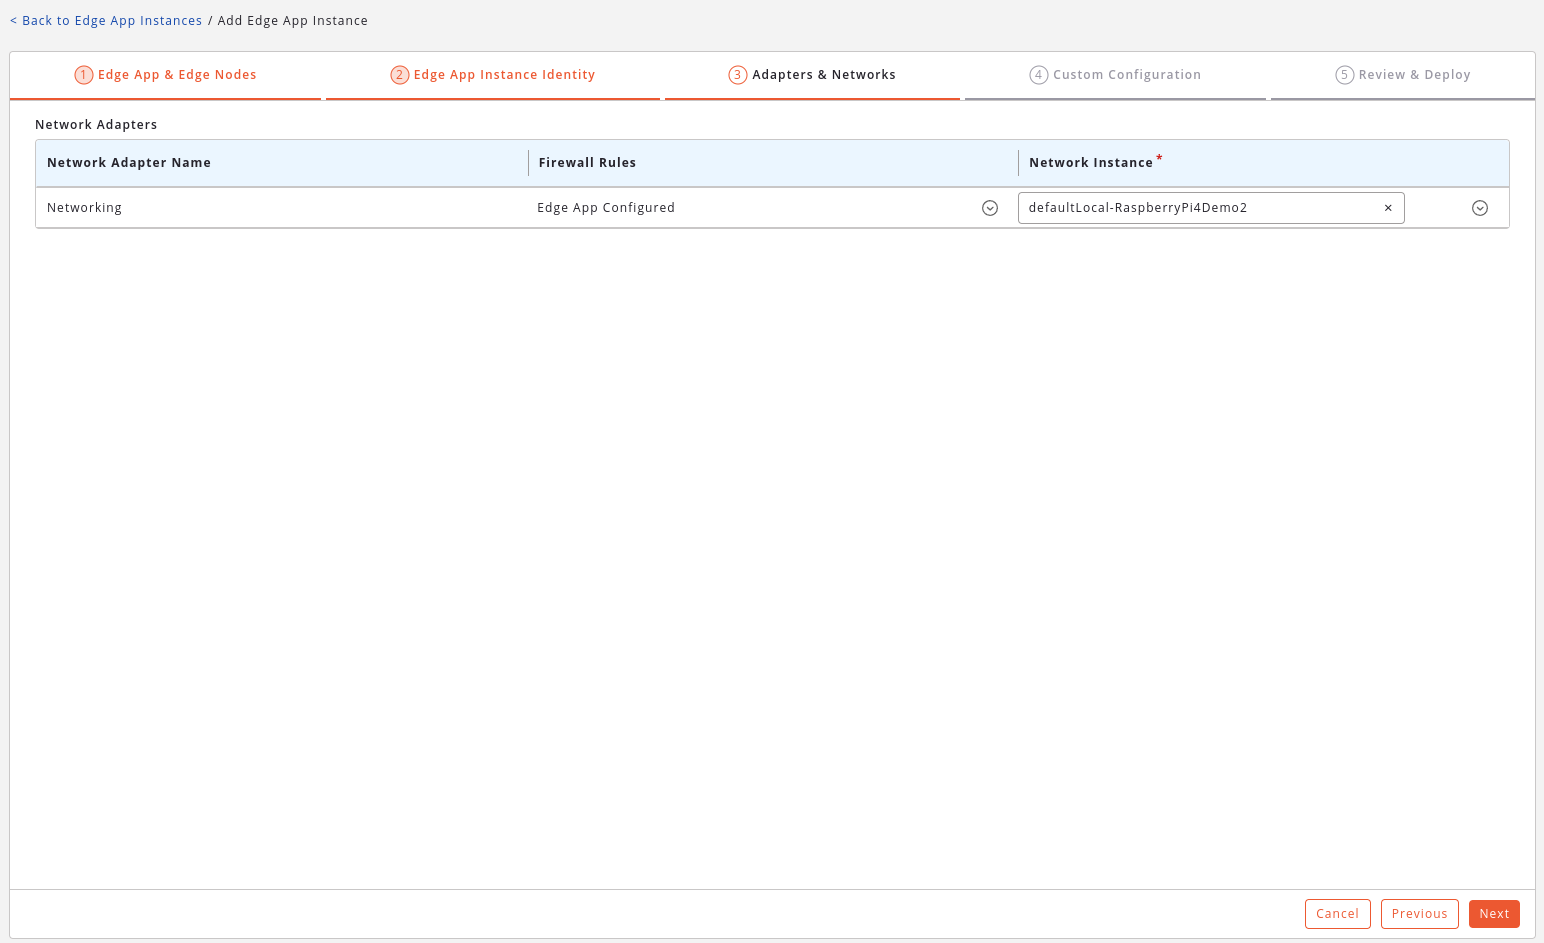 < Back to Edge App Instances / Add Edge App Instance
1 Edge App & Edge Nodes 2 Edge App Instance Identity 3 Adapters & Networks 4 Custom Configuration 5 Review & Deploy
Network Adapters
Network Adapter Name Firewall Rules Network Instance *
Networking Edge App Configured defaultLocal-RaspberryPi4Demo2 ×
Cancel Previous Next